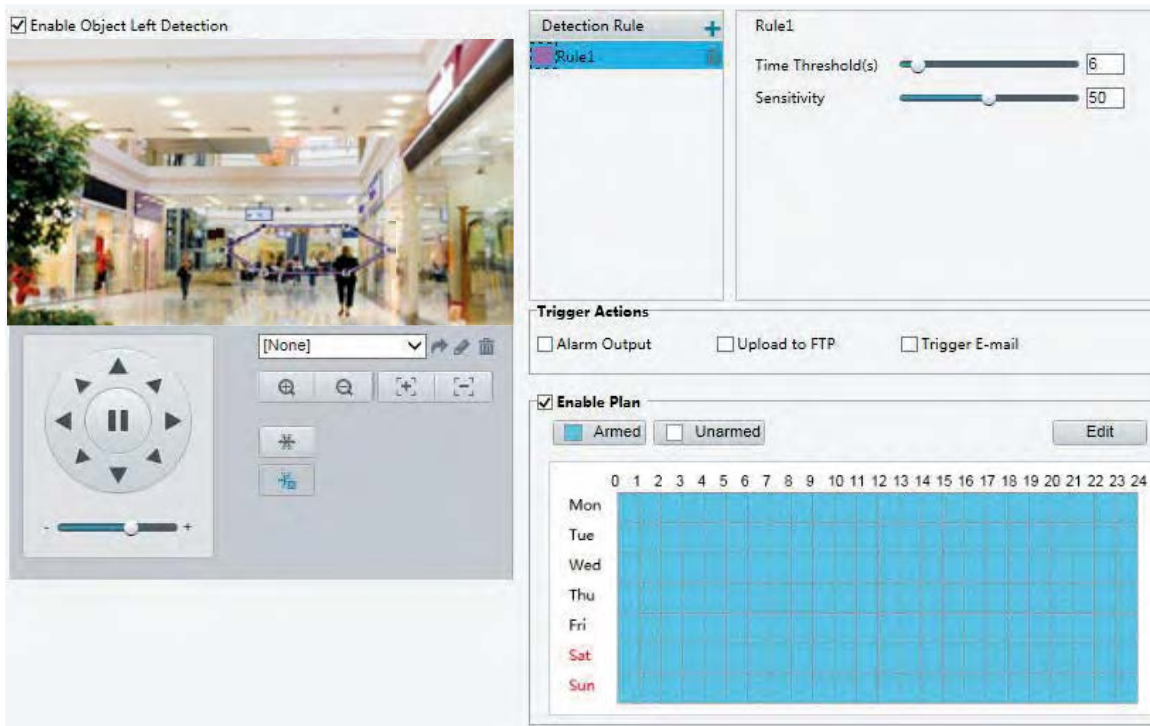 Enable Object Left Detection
[None]
- +
Detection Rule +
Rule1
Rule1
Time Threshold(s) 6
Sensitivity 50
Trigger Actions
Alarm Output Upload to FTP Trigger E-mail
Enable Plan
Armed Unarmed Edit
0 1 2 3 4 5 6 7 8 9 10 11 12 13 14 15 16 17 18 19 20 21 22 23 24
Mon
Tue
Wed
Thu
Fri
Sat
Sun